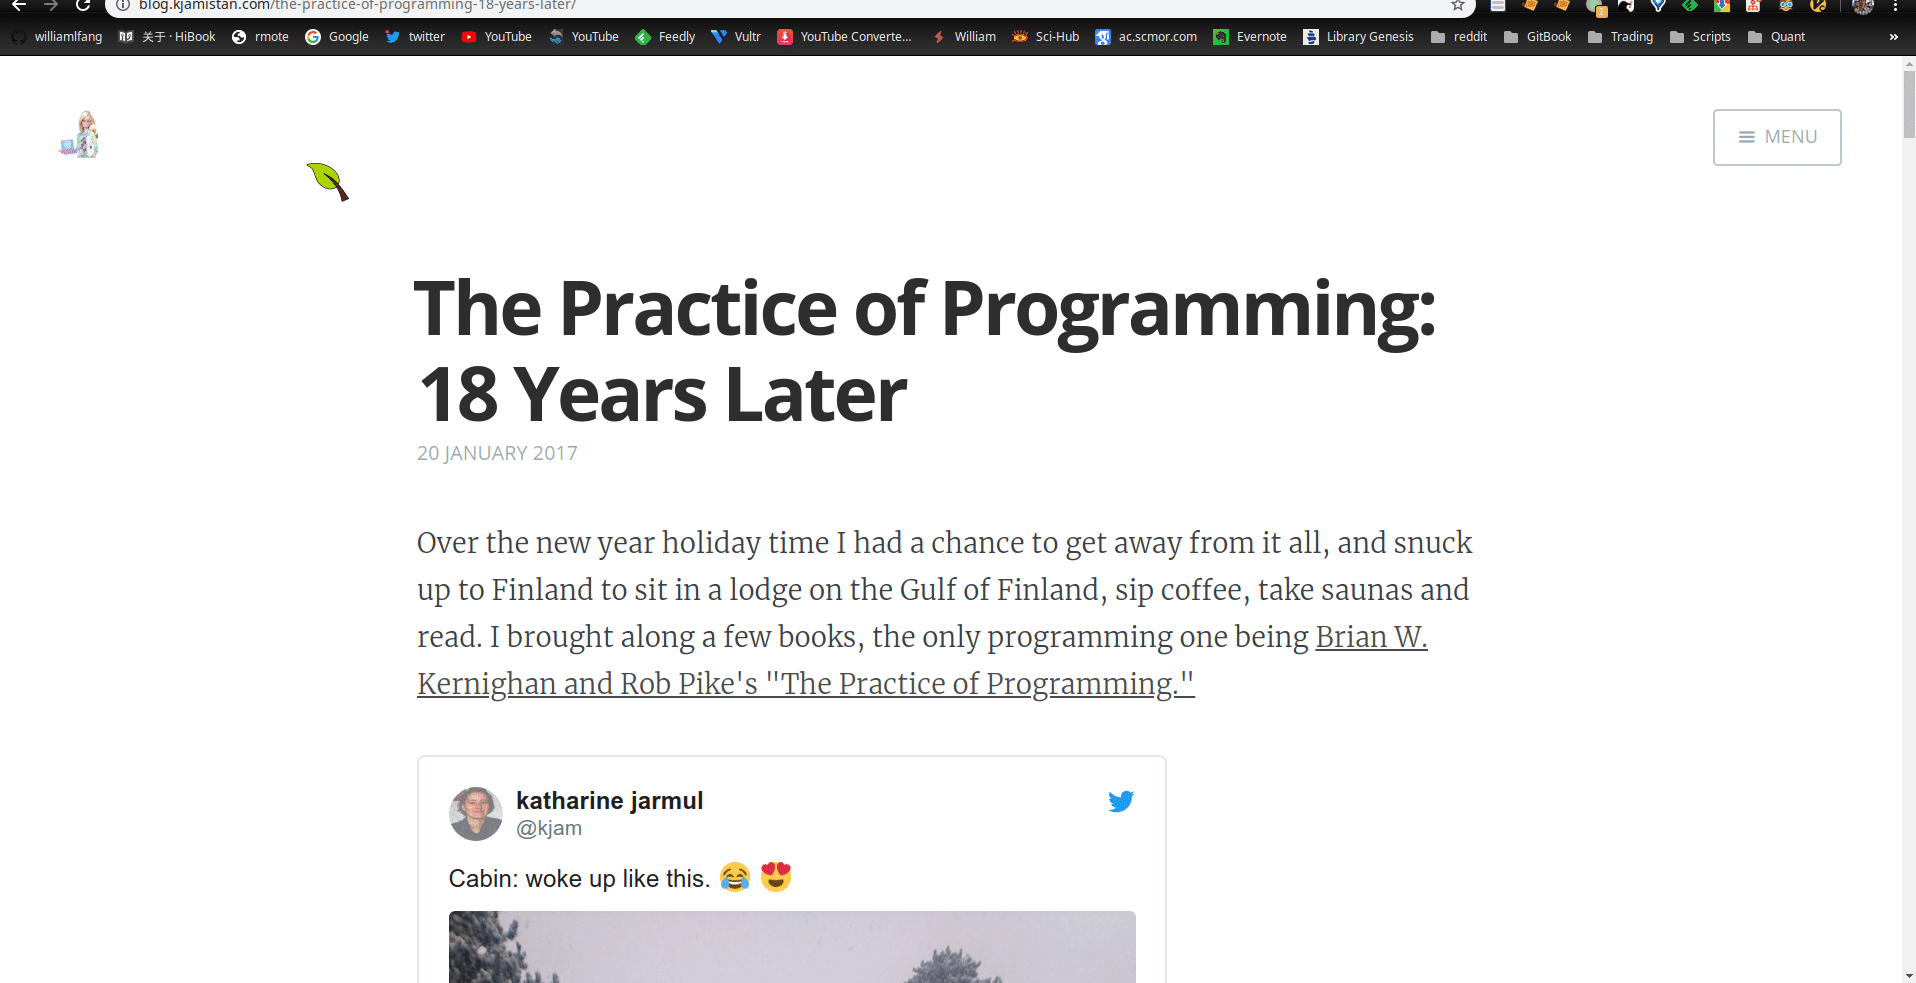 blog.kjamistan.com/the-practice-of-programming-18-years-later/
2
williamlfang 关于 · HiBook rmote Google twitter YouTube YouTube Feedly Vultr YouTube Converte... William Sci-Hub ac.scmor.com Evernote Library Genesis reddit GitBook Trading Scripts Quant »
MENU
The Practice of Programming:
18 Years Later
20 JANUARY 2017
Over the new year holiday time I had a chance to get away from it all, and snuck
up to Finland to sit in a lodge on the Gulf of Finland, sip coffee, take saunas and
read. I brought along a few books, the only programming one being Brian W.
Kernighan and Rob Pike's "The Practice of Programming."
katharine jarmul
@kjam
Cabin: woke up like this. 😂 😍